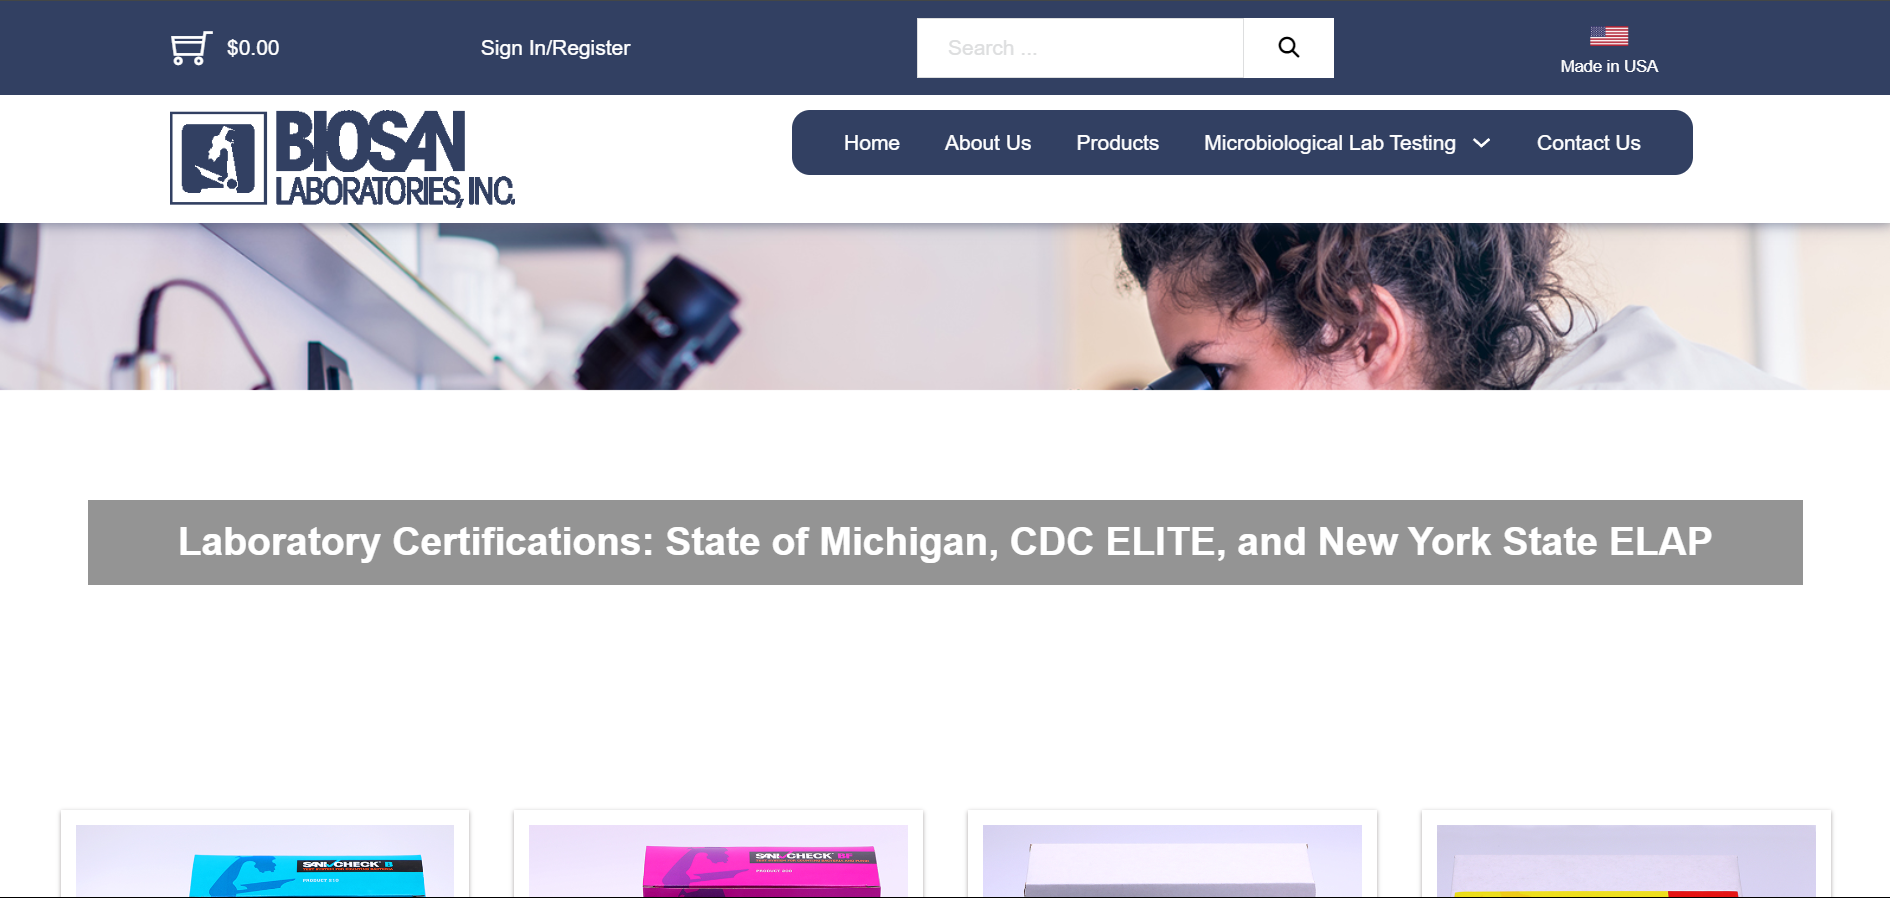 $0.00
Sign In/Register
Search ...
Made in USA
BIOSAN
LABORATORIES, INC.
Home
About Us
Products
Microbiological Lab Testing
Contact Us
Laboratory Certifications: State of Michigan, CDC ELITE, and New York State ELAP
SANI CHECK B
SANI CHECK BF